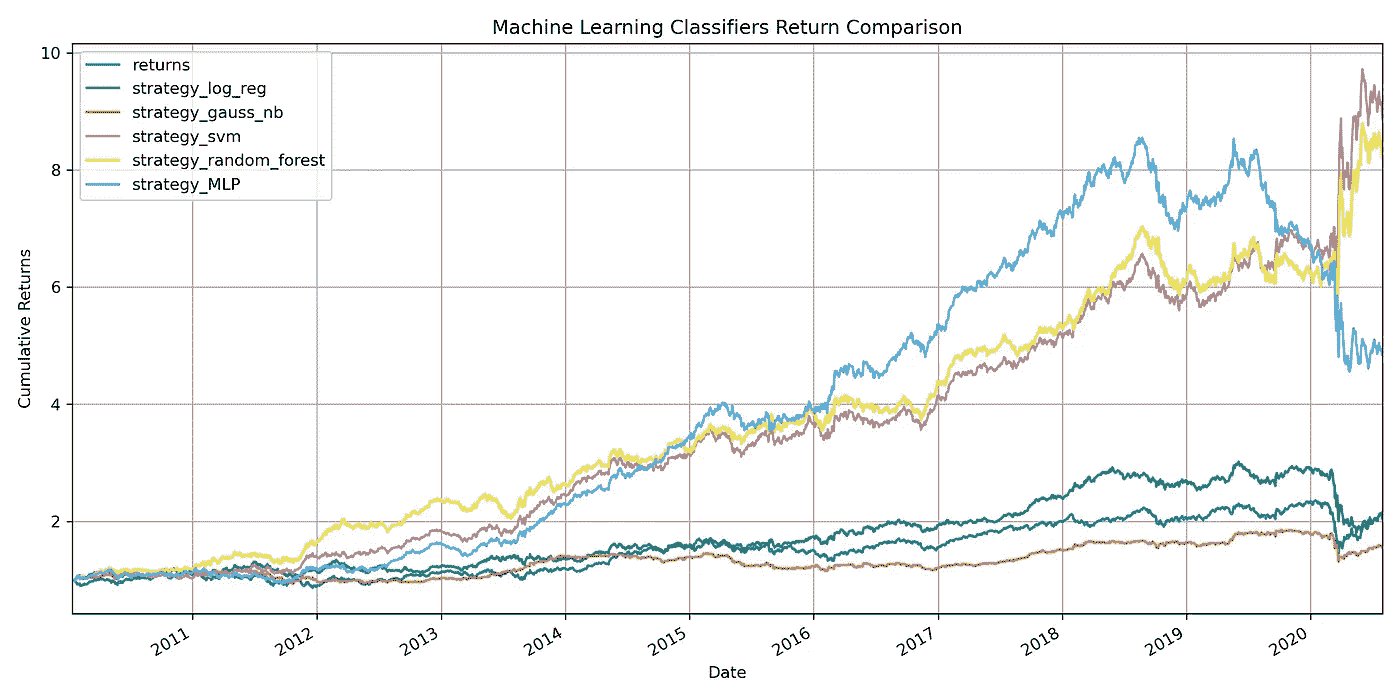 Machine Learning Classifiers Return Comparison
10
8
6
4
2
Cumulative Returns
returns
strategy_log_reg
strategy_gauss_nb
strategy_svm
strategy_random_forest
strategy_MLP
2011
2012
2013
2014
2015
2016
2017
2018
2019
2020
Date